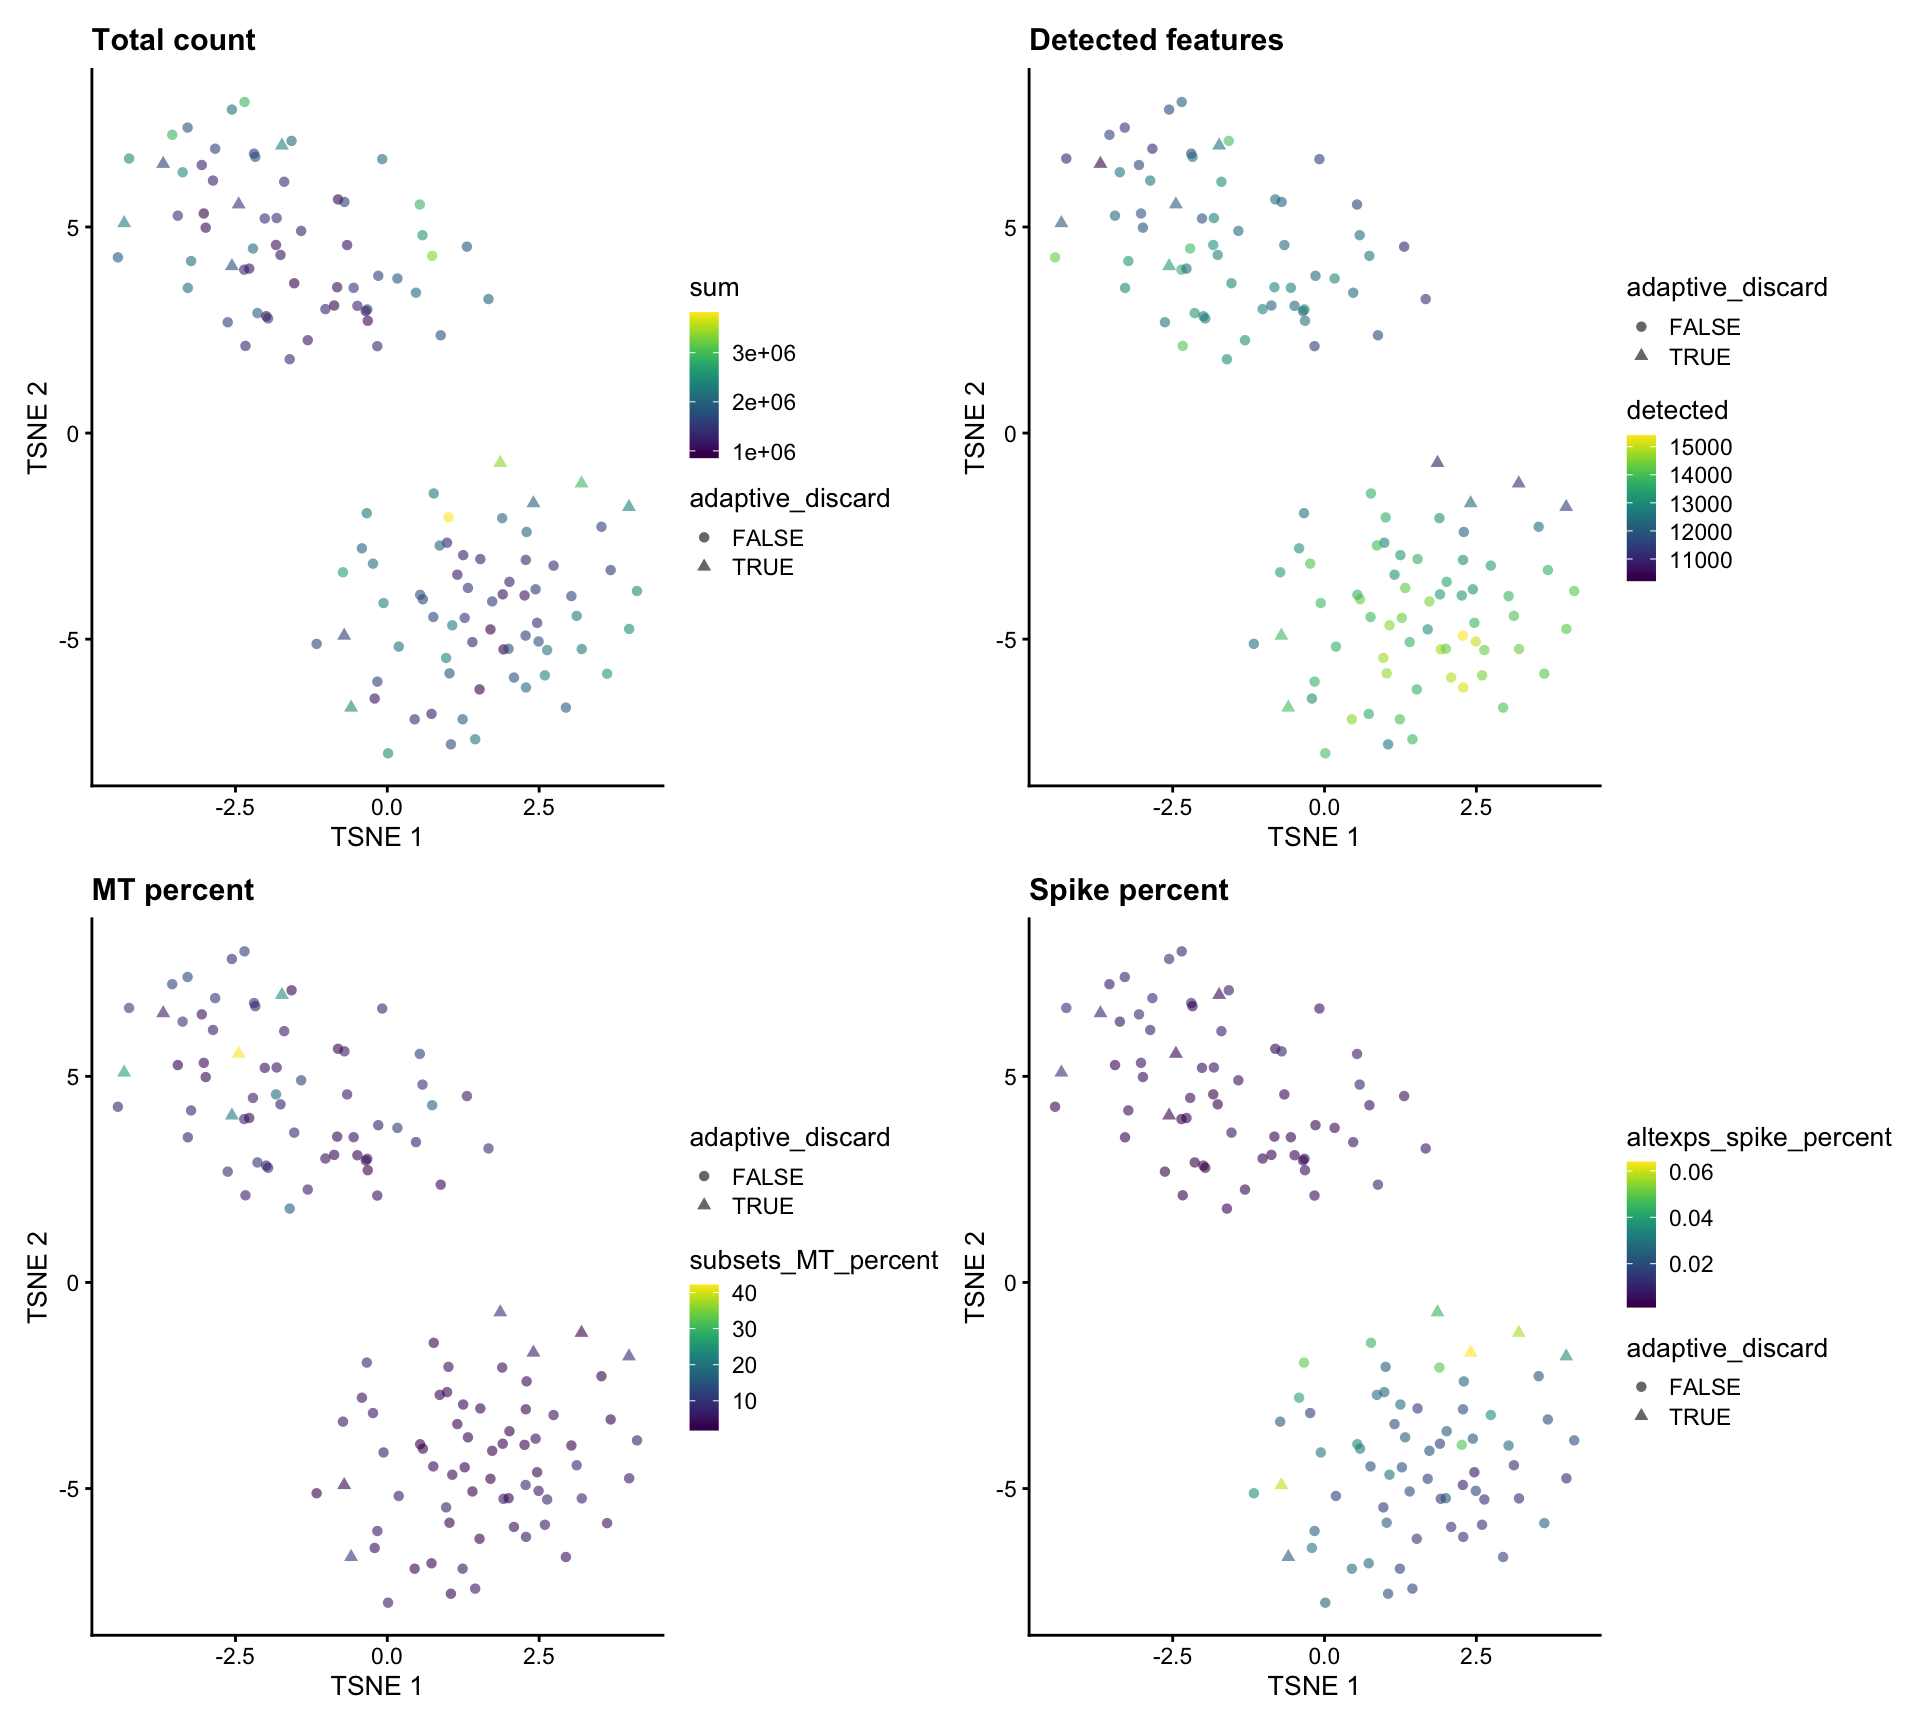 Total count
TSNE 2
5
0
-5
-2.5 0.0 2.5
TSNE 1
sum
3e+06
2e+06
1e+06
adaptive_discard
FALSE
TRUE
Detected features
TSNE 2
5
0
-5
-2.5 0.0 2.5
TSNE 1
adaptive_discard
FALSE
TRUE
detected
15000
14000
13000
12000
11000
MT percent
TSNE 2
5
0
-5
-2.5 0.0 2.5
TSNE 1
adaptive_discard
FALSE
TRUE
subsets_MT_percent
40
30
20
10
Spike percent
TSNE 2
5
0
-5
-2.5 0.0 2.5
TSNE 1
altexps_spike_percent
0.06
0.04
0.02
adaptive_discard
FALSE
TRUE